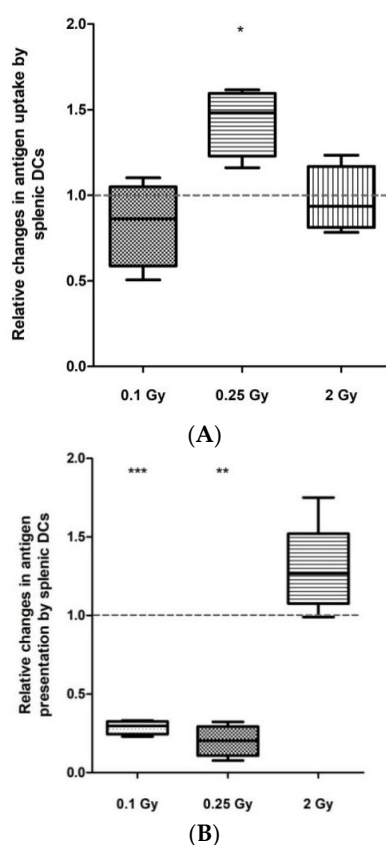 Relative changes in antigen uptake by
splenic DCs
2.0
*
1.5
1.0
0.5
0.0
0.1 Gy 0.25 Gy 2 Gy
(A)
Relative changes in antigen
presentation by splenic DCs
2.0
*** **
1.5
1.0
0.5
0.0
0.1 Gy 0.25 Gy 2 Gy
(B)